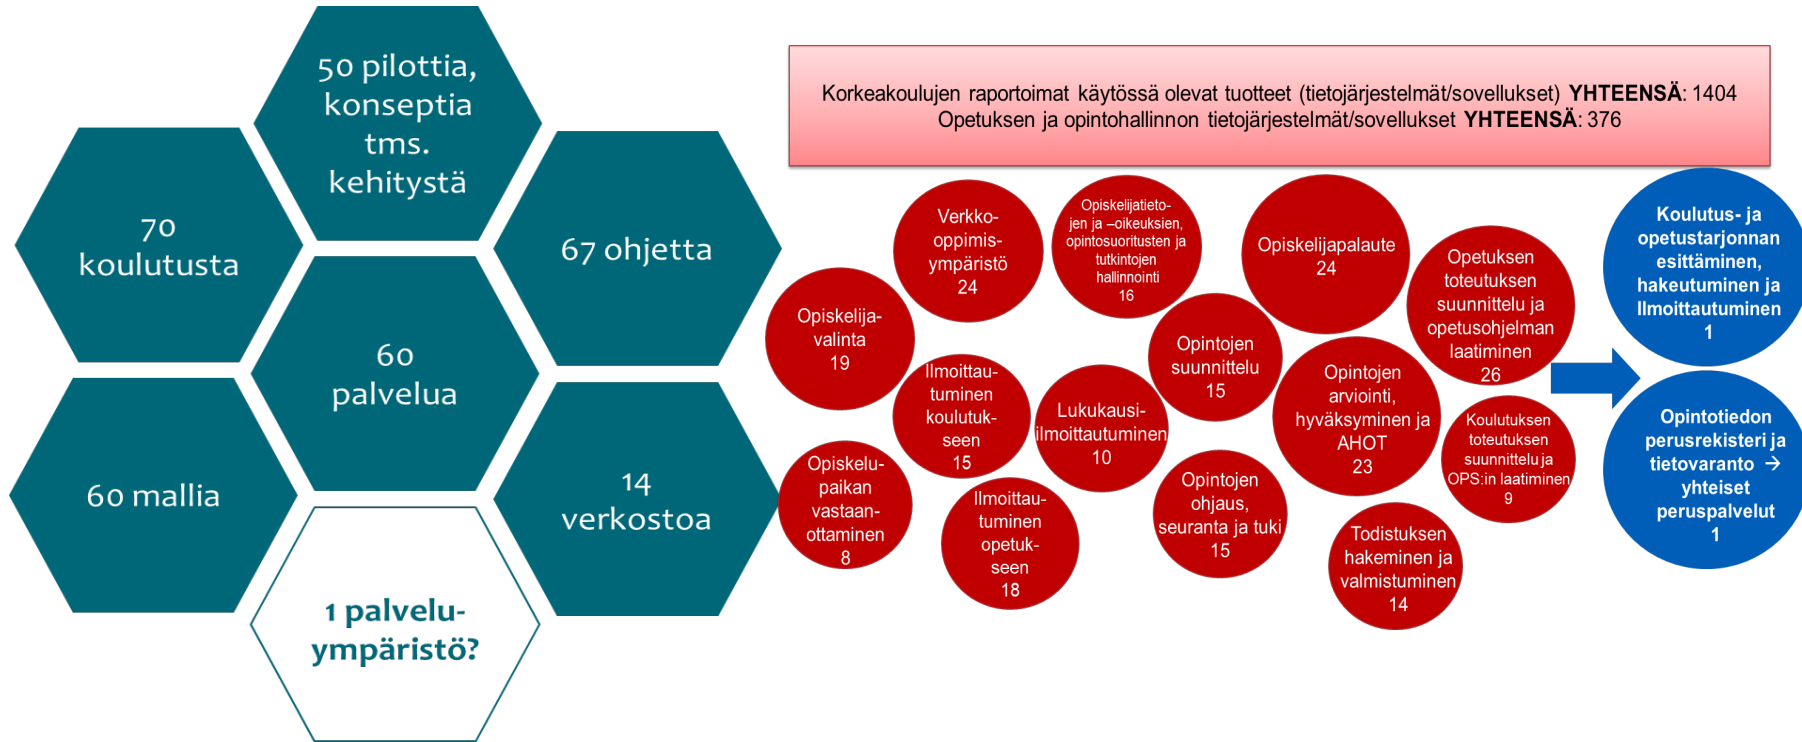 50 pilottia,
konseptia
tms.
kehitystä
70
koulutusta
67 ohjetta
60
palvelua
60 mallia
14
verkostoa
1 palvelu-
ympäristö?
Korkeakoulujen raportoimat käytössä olevat tuotteet (tietojärjestelmät/sovellukset) YHTEENSÄ: 1404
Opetuksen ja opintohallinnon tietojärjestelmät/sovellukset YHTEENSÄ: 376
Verkko-
oppimis-
ympäristö
24
Opiskelijatieto-
jen ja –oikeuksien,
opintosuoritusten ja
tutkintojen
hallinnointi
16
Opiskelijapalaute
24
Opetuksen
toteutuksen
suunnittelu ja
opetusohjelman
laatiminen
26
Opiskelija-
valinta
19
Opintojen
suunnittelu
15
Ilmoittau-
tuminen
koulutuk-
seen
15
Lukukausi-
ilmoittautuminen
10
Opintojen
arviointi,
hyväksyminen ja
AHOT
23
Koulutuksen
toteutuksen
suunnittelu ja
OPS:in laatiminen
9
Opiskelu-
paikan
vastaan-
ottaminen
8
Ilmoittau-
tuminen
opetuk-
seen
18
Opintojen
ohjaus,
seuranta ja tuki
15
Todistuksen
hakeminen ja
valmistuminen
14
Koulutus- ja
opetustarjonnan
esittäminen,
hakeutuminen ja
Ilmoittautuminen
1
Opintotiedon
perusrekisteri ja
tietovaranto →
yhteiset
peruspalvelut
1